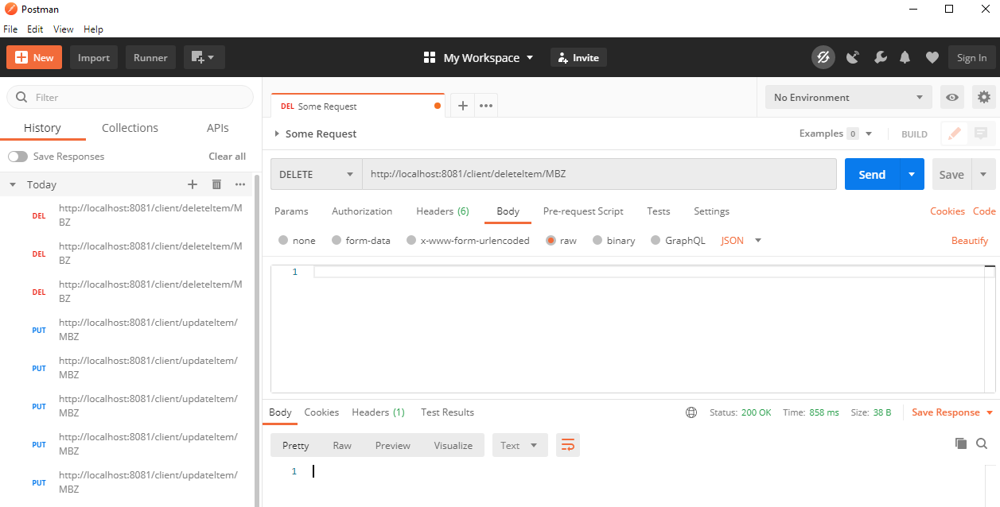 Postman
File Edit View Help
New Import Runner My Workspace Invite Sign In
Filter
History Collections APIs
Save Responses Clear all
Today
DEL http://localhost:8081/client/deleteItem/M
BZ
DEL http://localhost:8081/client/deleteItem/M
BZ
DEL http://localhost:8081/client/deleteItem/M
BZ
PUT http://localhost:8081/client/updateItem/
MBZ
PUT http://localhost:8081/client/updateItem/
MBZ
PUT http://localhost:8081/client/updateItem/
MBZ
PUT http://localhost:8081/client/updateItem/
MBZ
PUT http://localhost:8081/client/updateItem/
MBZ
DEL Some Request No Environment
Some Request Examples 0 BUILD
DELETE http://localhost:8081/client/deleteItem/MBZ Send Save
Params Authorization Headers (6) Body Pre-request Script Tests Settings Cookies Code
none form-data x-www-form-urlencoded raw binary GraphQL JSON Beautify
1
Body Cookies Headers (1) Test Results Status: 200 OK Time: 858 ms Size: 38 B Save Response
Pretty Raw Preview Visualize Text
1